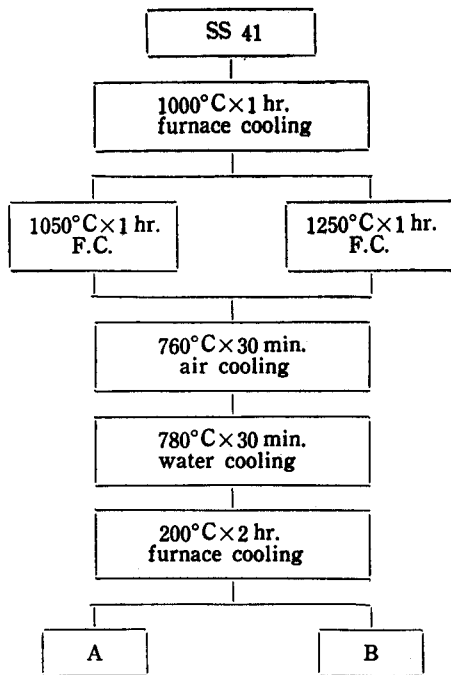 SS 41
1000°C×1 hr.
furnace cooling
1050°C×1 hr.
F.C.
1250°C×1 hr.
F.C.
760°C×30 min.
air cooling
780°C×30 min.
water cooling
200°C×2 hr.
furnace cooling
A
B